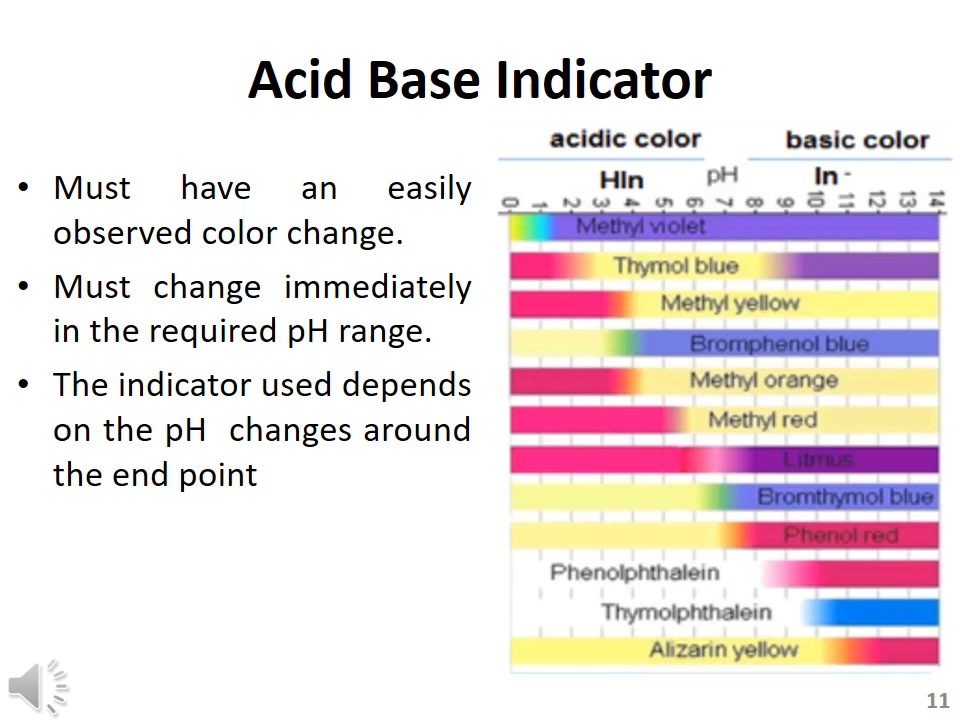 Acid Base Indicator
• Must have an easily
observed color change.
• Must change immediately
in the required pH range.
• The indicator used depends
on the pH changes around
the end point
acidic color basic color
HIn pH In -
0 1 2 3 4 5 6 7 8 9 10 11 12 13 14
Methyl violet
Thymol blue
Methyl yellow
Bromphenol blue
Methyl orange
Methyl red
Litmus
Bromthymol blue
Phenol red
Phenolphthalein
Thymolphthalein
Alizarin yellow
11